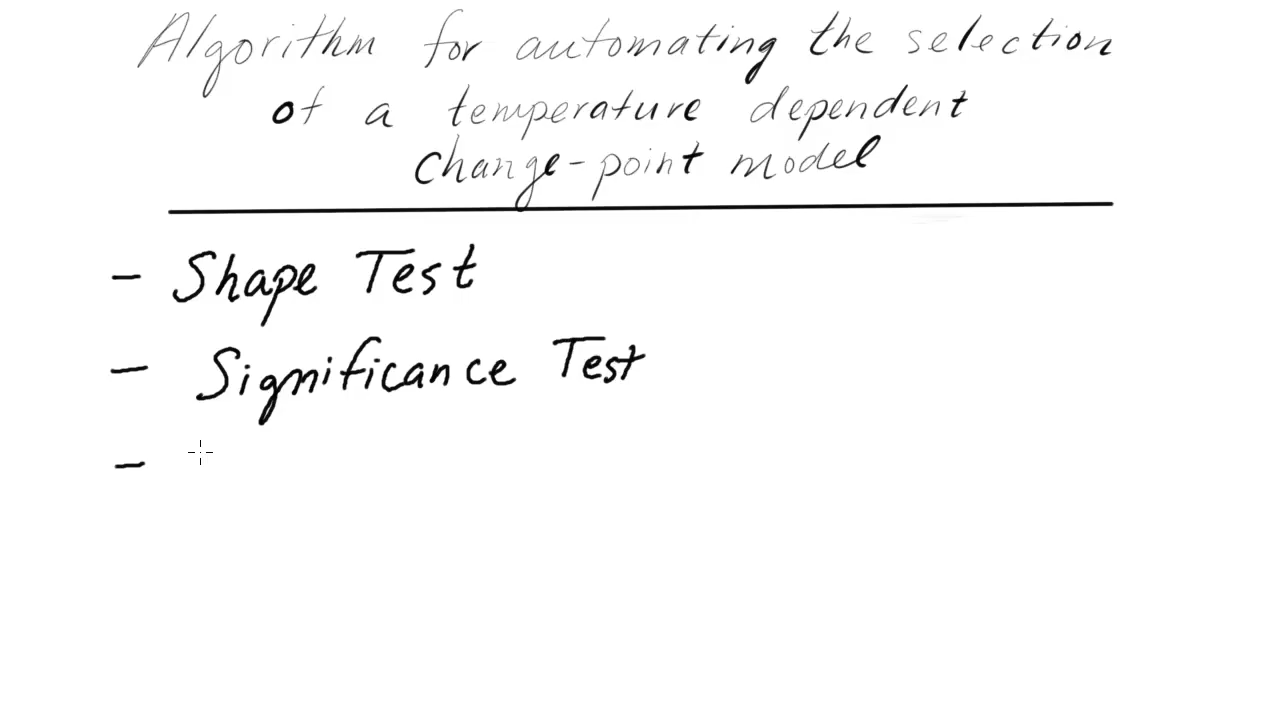 Algorithm for automating the selection
of a temperature dependent
change-point model
- Shape Test
- Significance Test
-